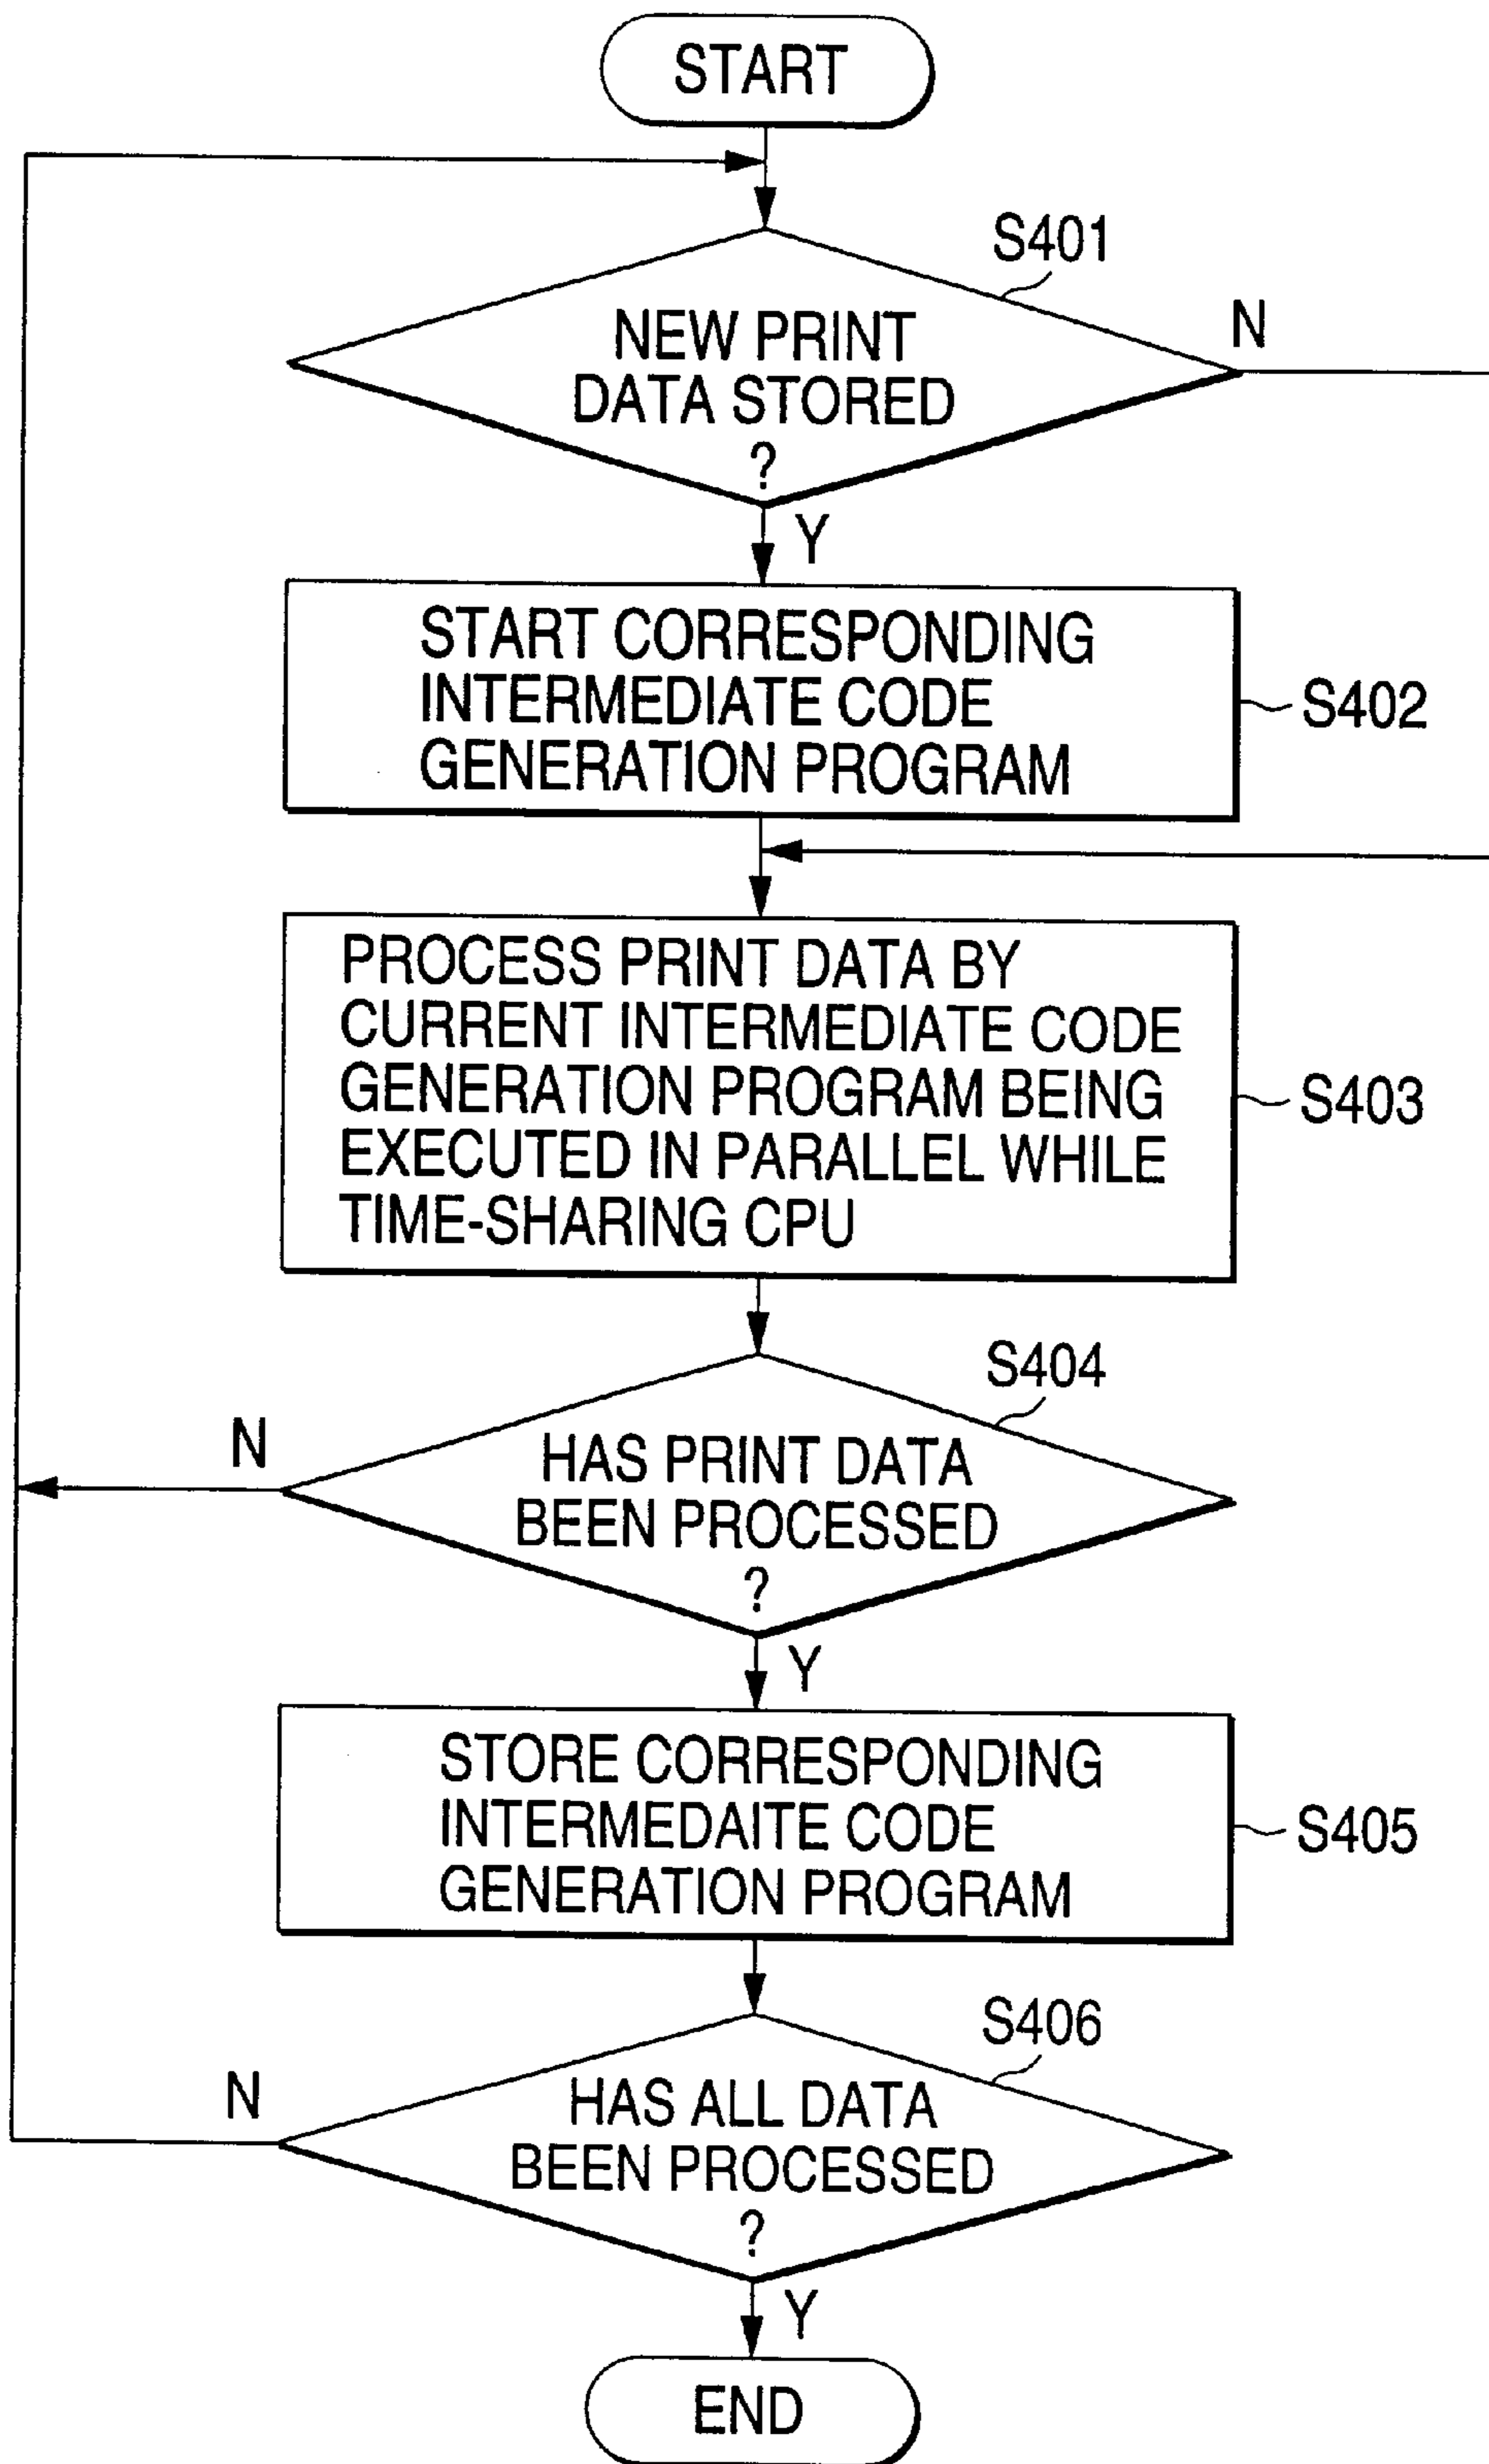 START
S401
NEW PRINT
DATA STORED
?
N
Y
START CORRESPONDING
INTERMEDIATE CODE
GENERATION PROGRAM
S402
PROCESS PRINT DATA BY
CURRENT INTERMEDIATE CODE
GENERATION PROGRAM BEING
EXECUTED IN PARALLEL WHILE
TIME-SHARING CPU
S403
S404
N
HAS PRINT DATA
BEEN PROCESSED
?
Y
STORE CORRESPONDING
INTERMEDAITE CODE
GENERATION PROGRAM
S405
S406
N
HAS ALL DATA
BEEN PROCESSED
?
Y
END